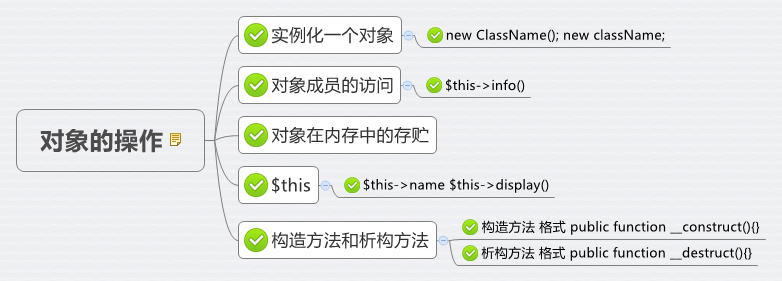 对象的操作
实例化一个对象
new ClassName(); new className;
对象成员的访问
$this->info()
对象在内存中的存贮
$this
$this->name $this->display()
构造方法和析构方法
构造方法 格式 public function __construct(){}
析构方法 格式 public function __destruct(){}